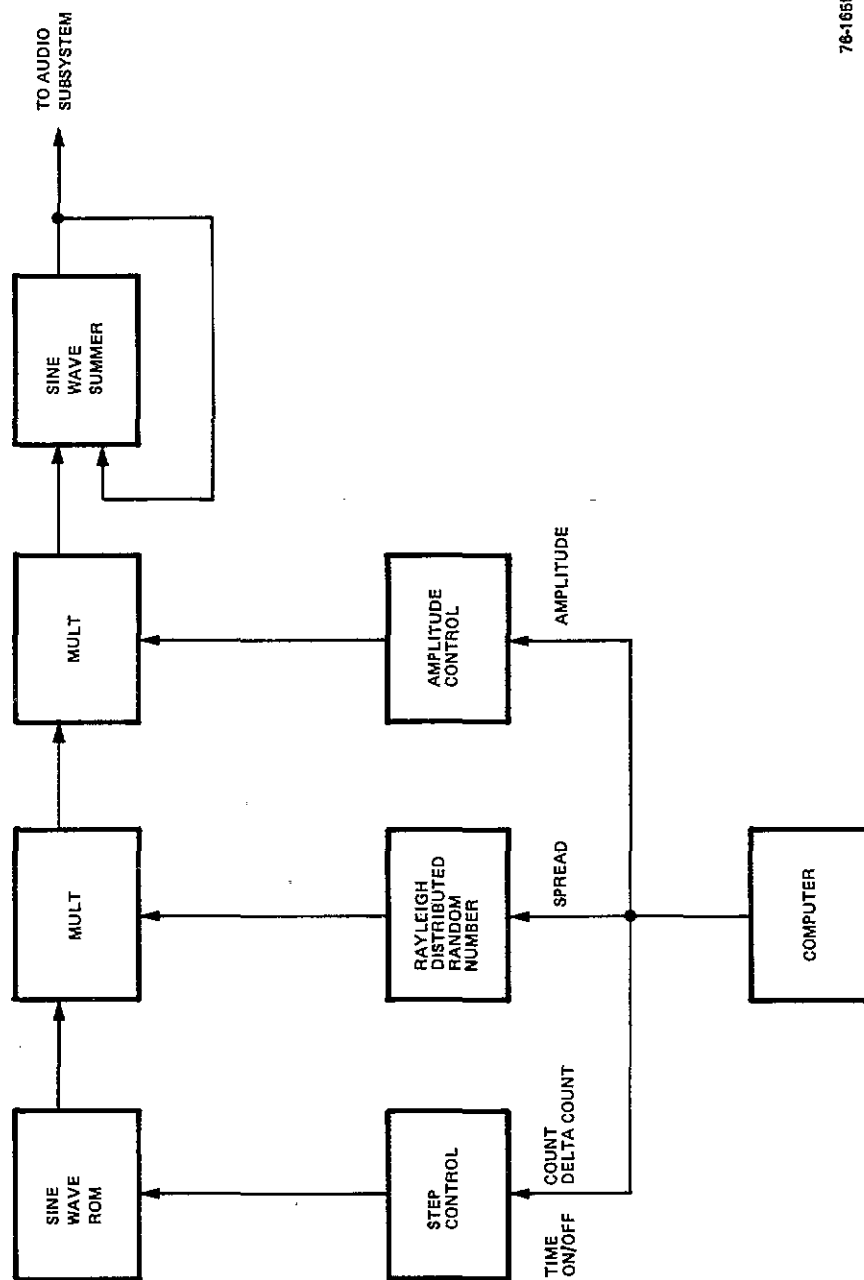 SINE
WAVE
ROM
MULT
MULT
SINE
WAVE
SUMMER
TO AUDIO
SUBSYSTEM
STEP
CONTROL
RAYLEIGH
DISTRIBUTED
RANDOM
NUMBER
AMPLITUDE
CONTROL
TIME
ON/OFF
COUNT
DELTA COUNT
SPREAD
AMPLITUDE
COMPUTER